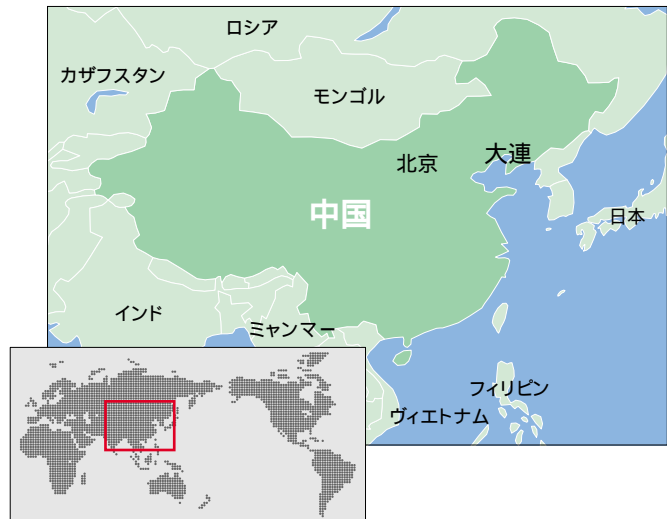 ロシア
カザフスタン
モンゴル
北京
大連
中国
日本
インド
ミャンマー
フィリピン
ヴィエトナム